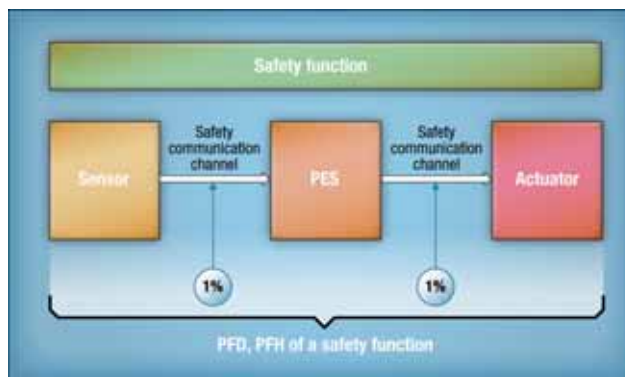 Safety function
Safety
communication
channel
Safety
communication
channel
Sensor
PES
Actuator
1%
1%
PFD, PFH of a safety function